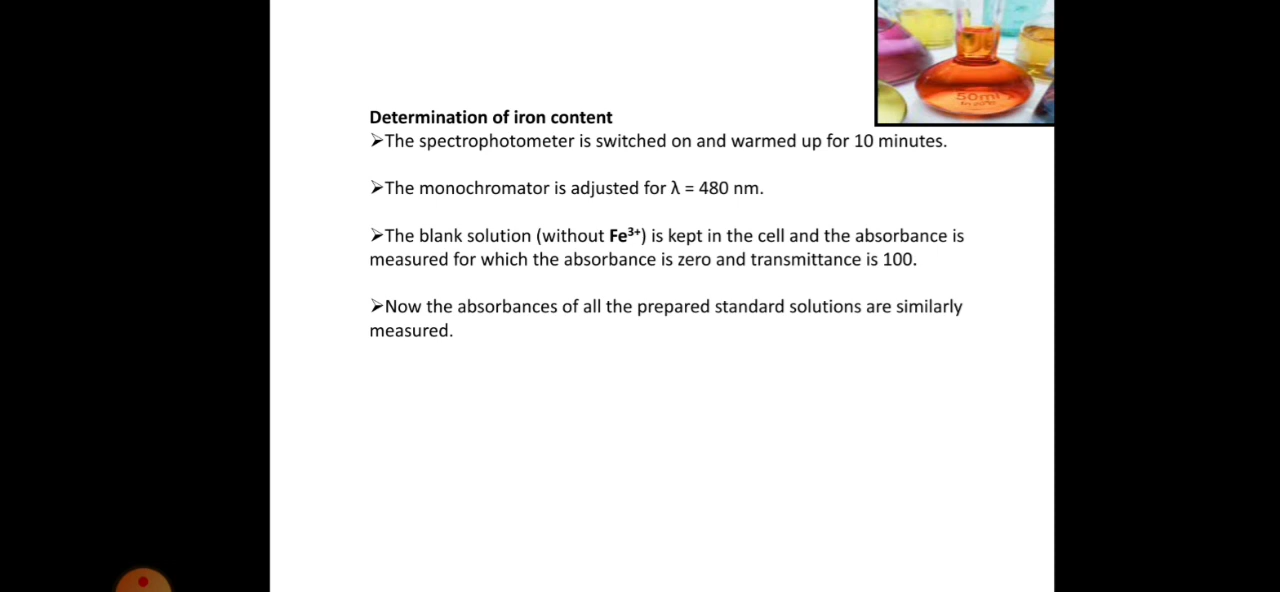 50ml
Determination of iron content
➢The spectrophotometer is switched on and warmed up for 10 minutes.
➢The monochromator is adjusted for λ = 480 nm.
➢The blank solution (without Fe³⁺) is kept in the cell and the absorbance is
measured for which the absorbance is zero and transmittance is 100.
➢Now the absorbances of all the prepared standard solutions are similarly
measured.